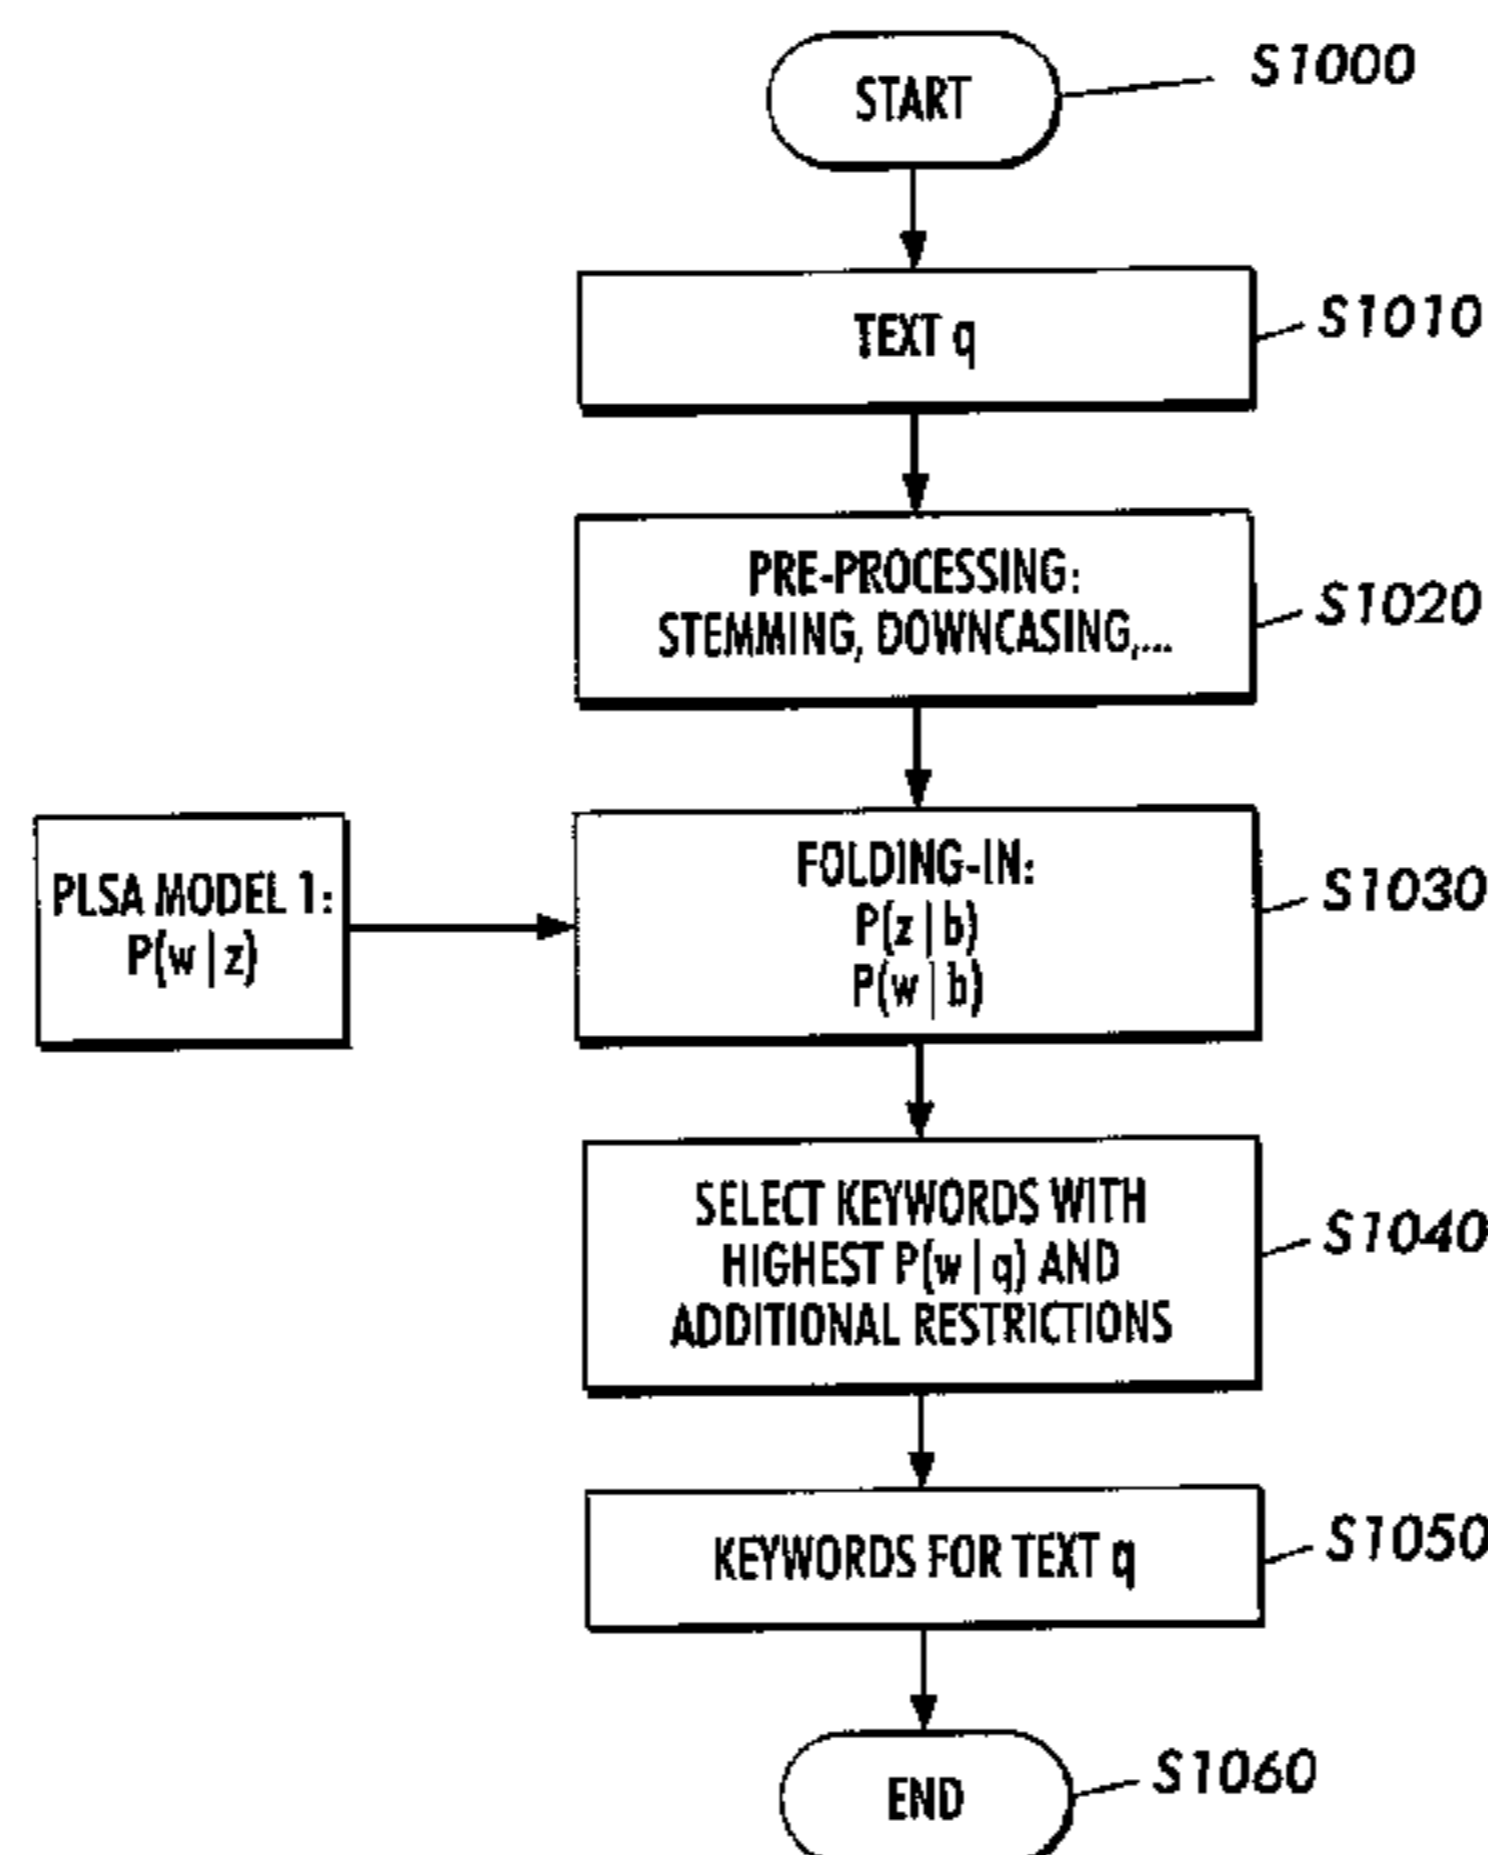 START
S1000
TEXT q
S1010
PRE-PROCESSING:
STEMMING, DOWNCASING,...
S1020
PLSA MODEL 1:
P(w|z)
FOLDING-IN:
P(z|b)
P(w|b)
S1030
SELECT KEYWORDS WITH
HIGHEST P(w|q) AND
ADDITIONAL RESTRICTIONS
S1040
KEYWORDS FOR TEXT q
S1050
END
S1060